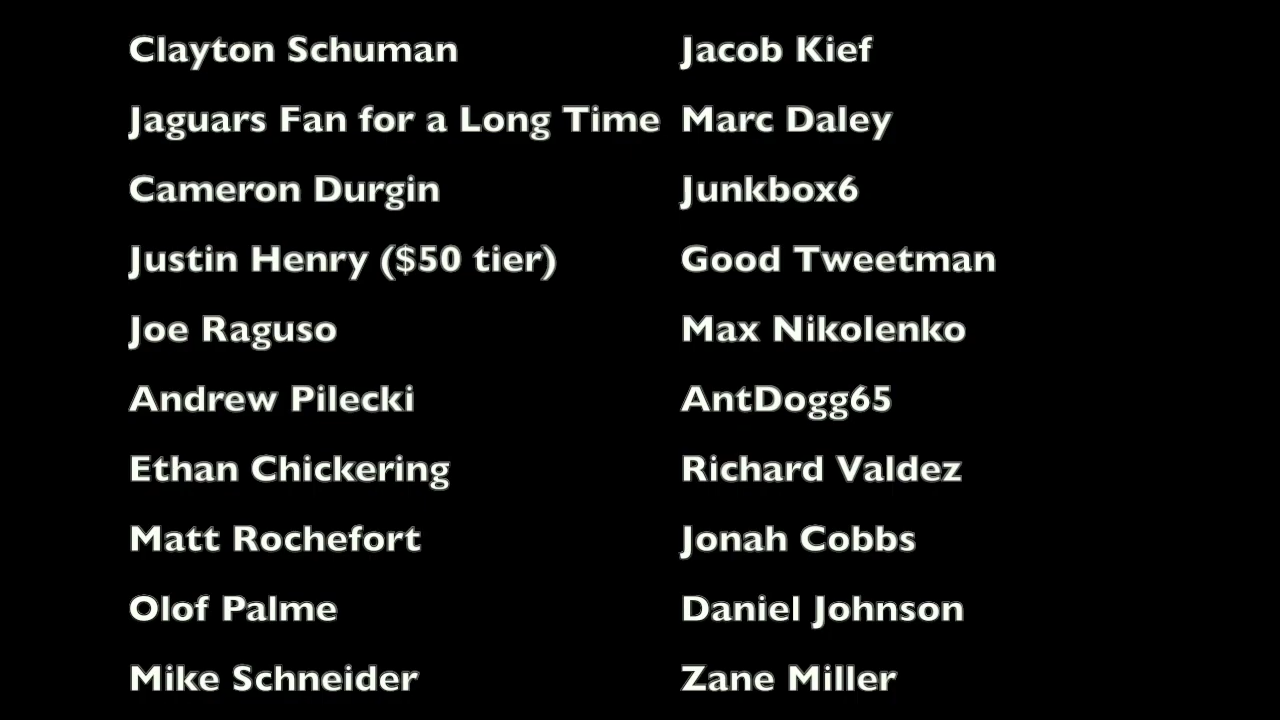 Clayton Schuman
Jaguars Fan for a Long Time
Cameron Durgin
Justin Henry ($50 tier)
Joe Raguso
Andrew Pilecki
Ethan Chickering
Matt Rochefort
Olof Palme
Mike Schneider
Jacob Kief
Marc Daley
Junkbox6
Good Tweetman
Max Nikolenko
AntDogg65
Richard Valdez
Jonah Cobbs
Daniel Johnson
Zane Miller